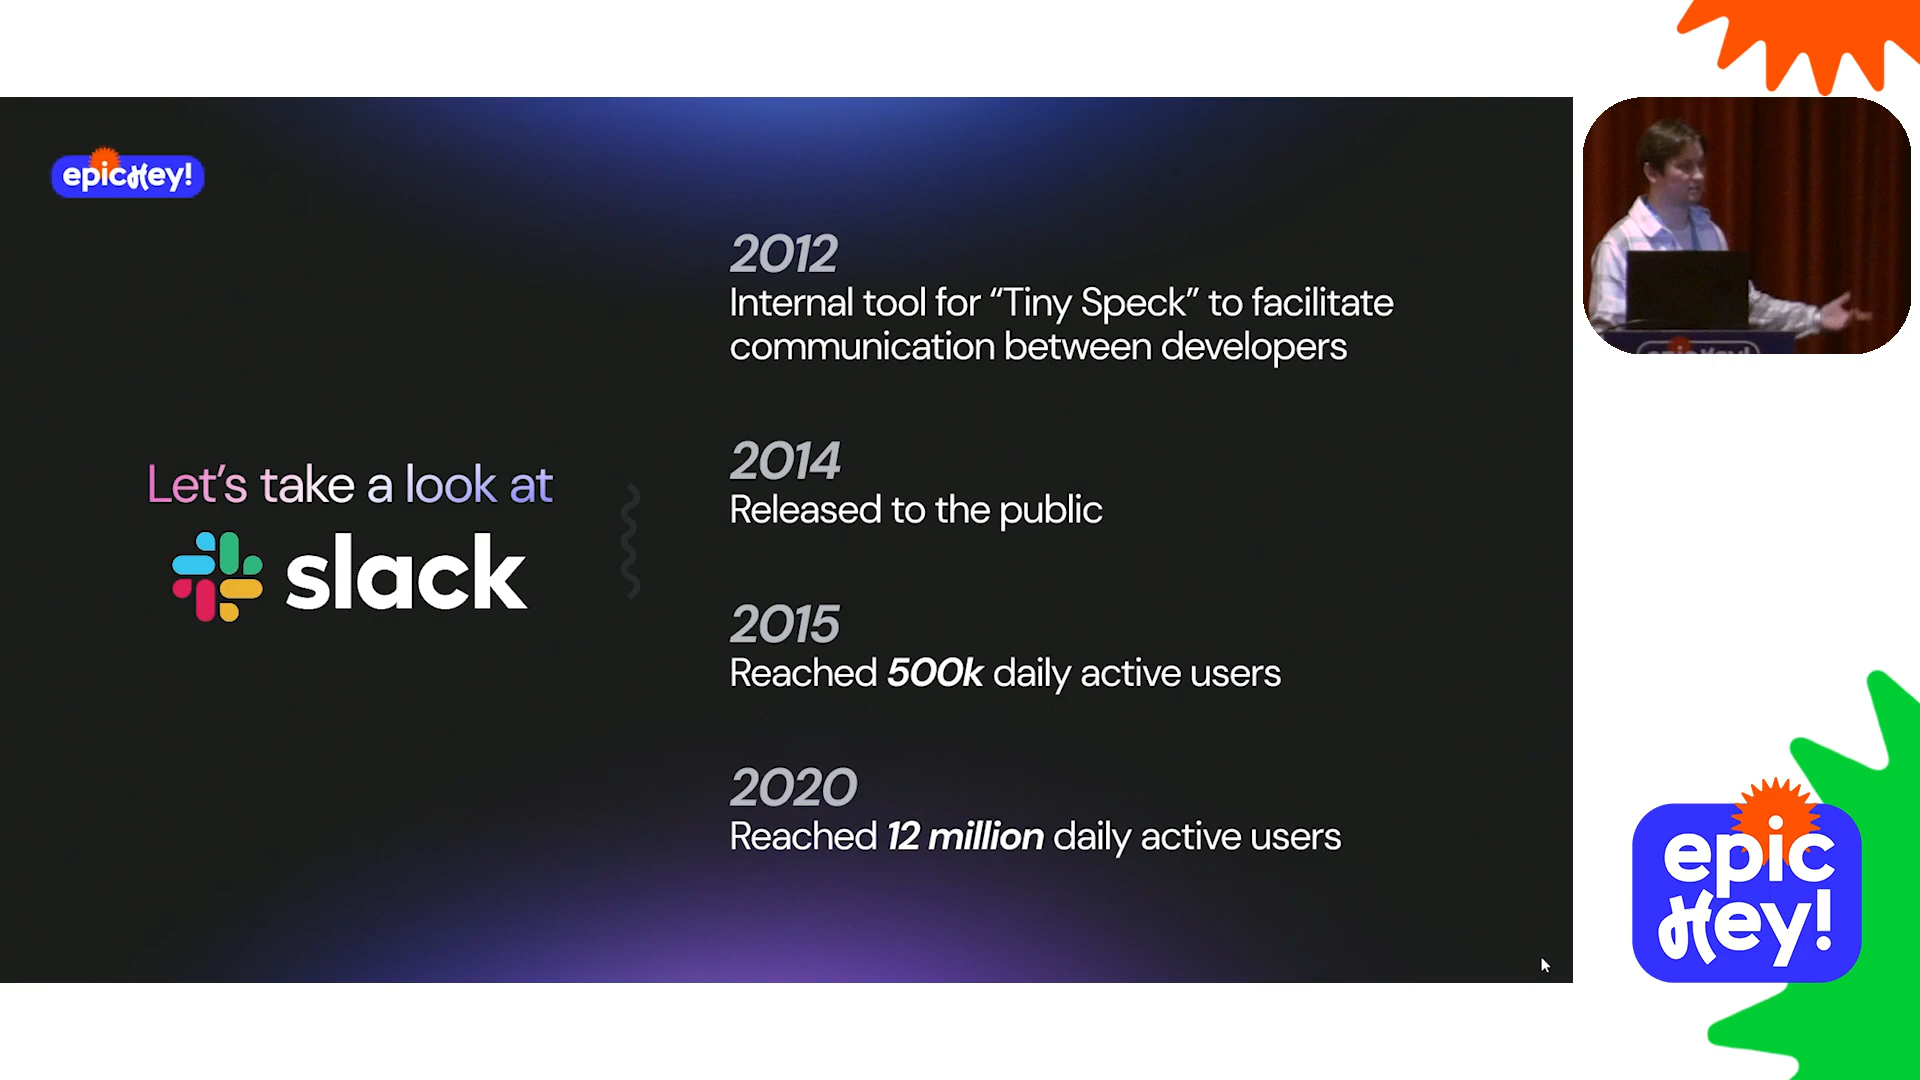 epicHey!
2012
Internal tool for “Tiny Speck” to facilitate
communication between developers
2014
Released to the public
Let’s take a look at
slack
2015
Reached 500k daily active users
2020
Reached 12 million daily active users
epicHey!
epic
Hey!